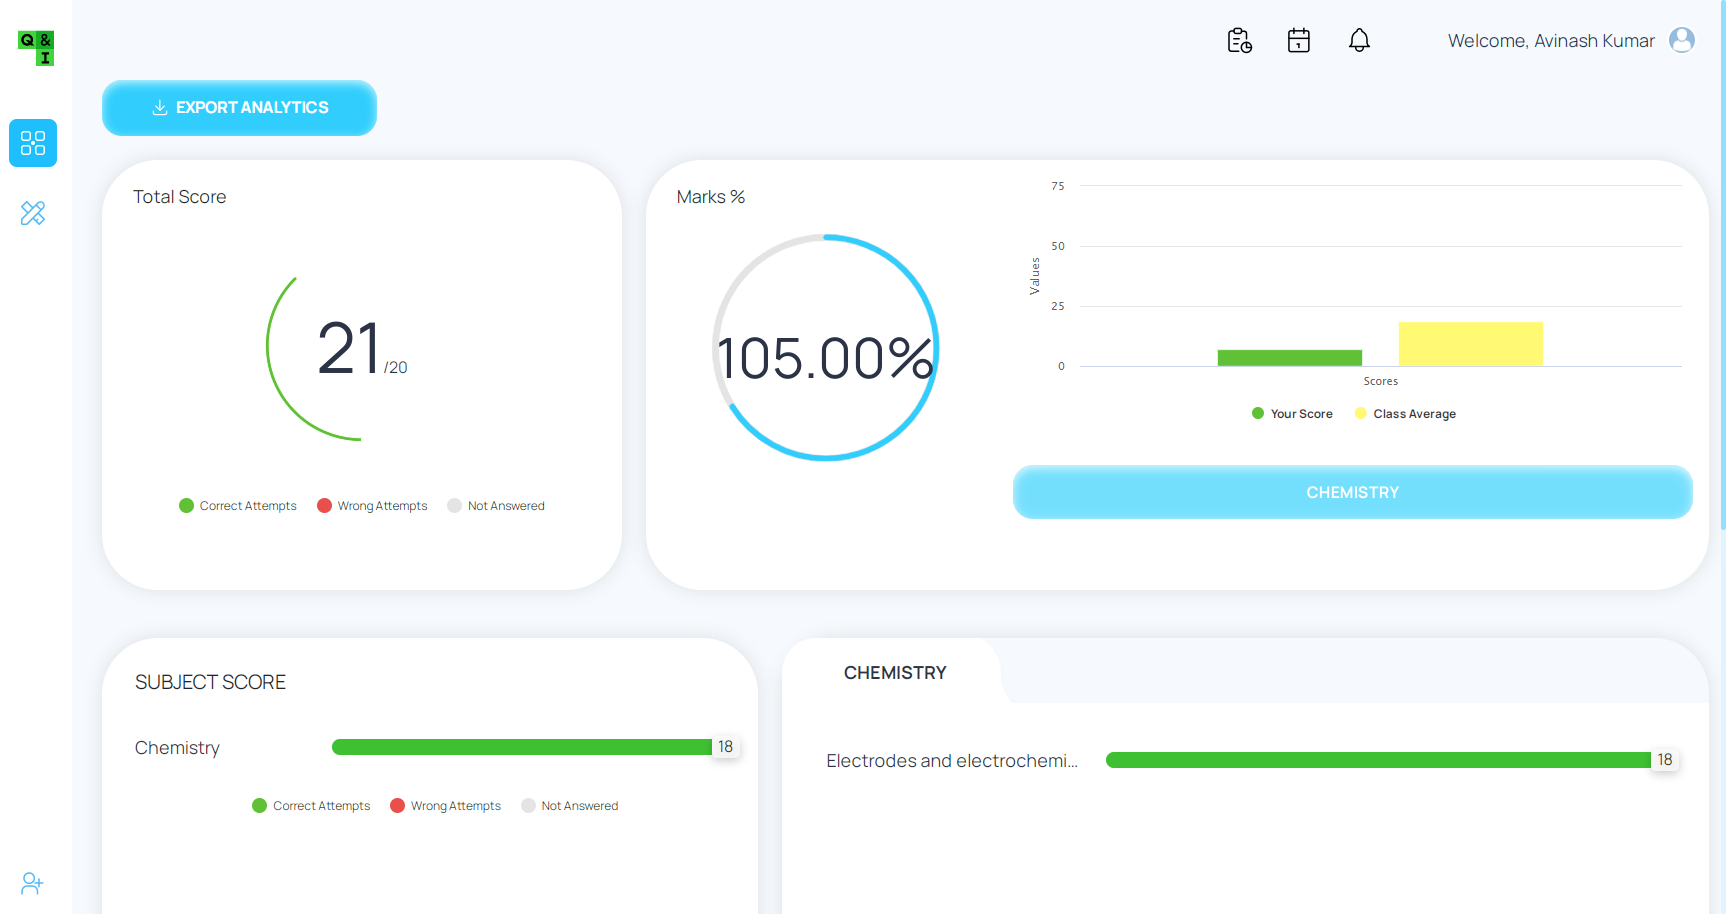 Q &
I
Welcome, Avinash Kumar
EXPORT ANALYTICS
Total Score
21 /20
Correct Attempts Wrong Attempts Not Answered
Marks %
105.00%
75
50
25
0
Values
Scores
Your Score Class Average
CHEMISTRY
SUBJECT SCORE
Chemistry 18
Correct Attempts Wrong Attempts Not Answered
CHEMISTRY
Electrodes and electrochemi... 18